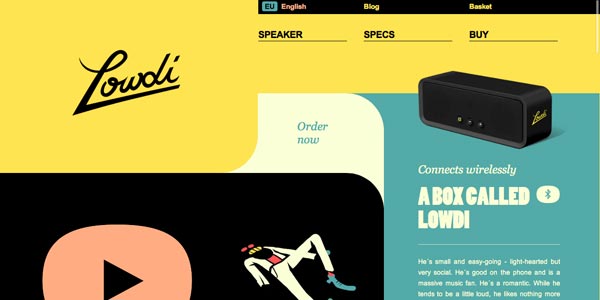 EU English Blog Basket
SPEAKER SPECS BUY
Lowdi
Lowdi
Order
now
Connects wirelessly
A BOX CALLED
LOWDI
He´s small and easy-going - light-hearted but
very social. He´s good on the phone and is a
massive music fan. He´s a romantic. While he
tends to be a little loud, he likes nothing more